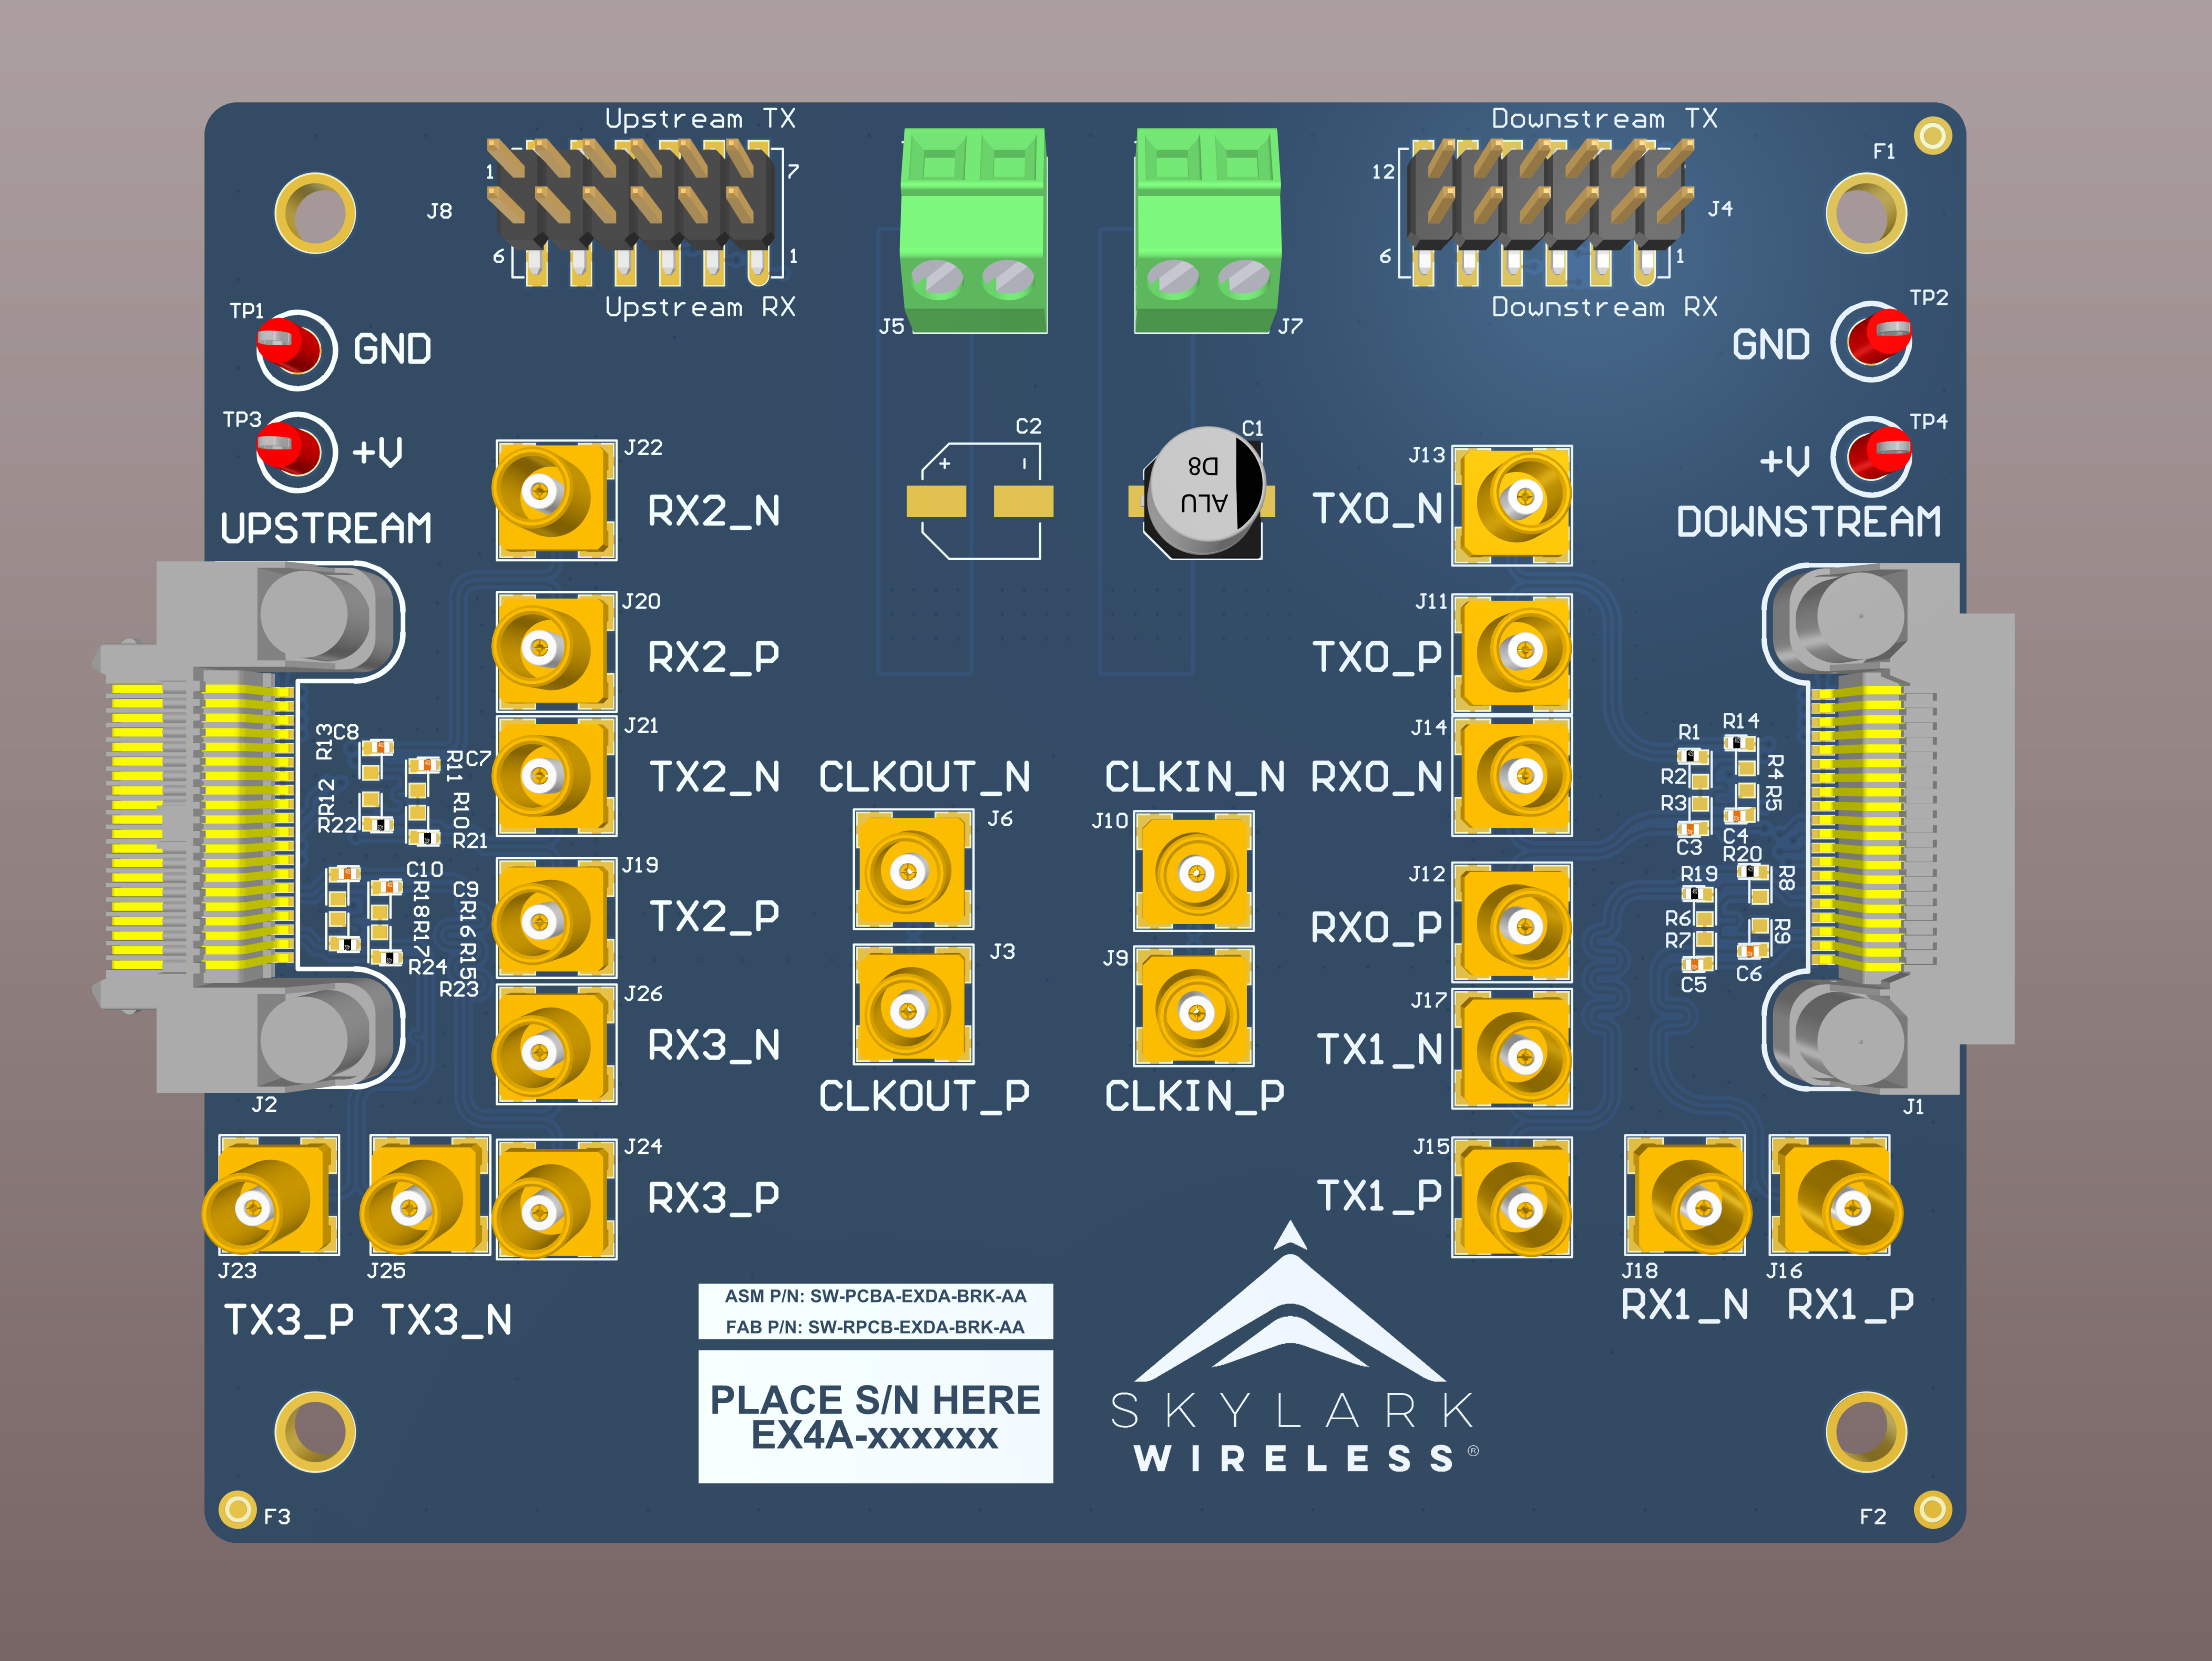 Upstream TX
Downstream TX
F1
1
7
12
J8
J4
6
1
6
1
Upstream RX
Downstream RX
TP1
J5
J7
TP2
GND
GND
TP3
C2
C1
TP4
+V
+ -
D8
ALU
+V
J22
J13
RX2_N
TX0_N
UPSTREAM
DOWNSTREAM
J20
J11
RX2_P
TX0_P
J21
J14
R13
C8
R11
C7
R1
R14
TX2_N
CLKOUT_N
CLKIN_N
RX0_N
R2
R4
R5
R12
R10
R3
R22
R21
J6
J10
C3
C4
C10
J19
J12
R20
R19
R8
R18
R17
C9
R16
R15
TX2_P
RX0_P
R6
R7
R9
R24
J3
J9
C5
C6
R23
J26
J17
RX3_N
TX1_N
CLKOUT_P
CLKIN_P
J2
J1
J24
J15
RX3_P
TX1_P
J23
J25
J18
J16
TX3_P
TX3_N
RX1_N
RX1_P
ASM P/N: SW-PCBA-EXDA-BRK-AA
FAB P/N: SW-RPCB-EXDA-BRK-AA
PLACE S/N HERE
EX4A-xxxxxx
SKYLARK
WIRELESS®
F3
F2